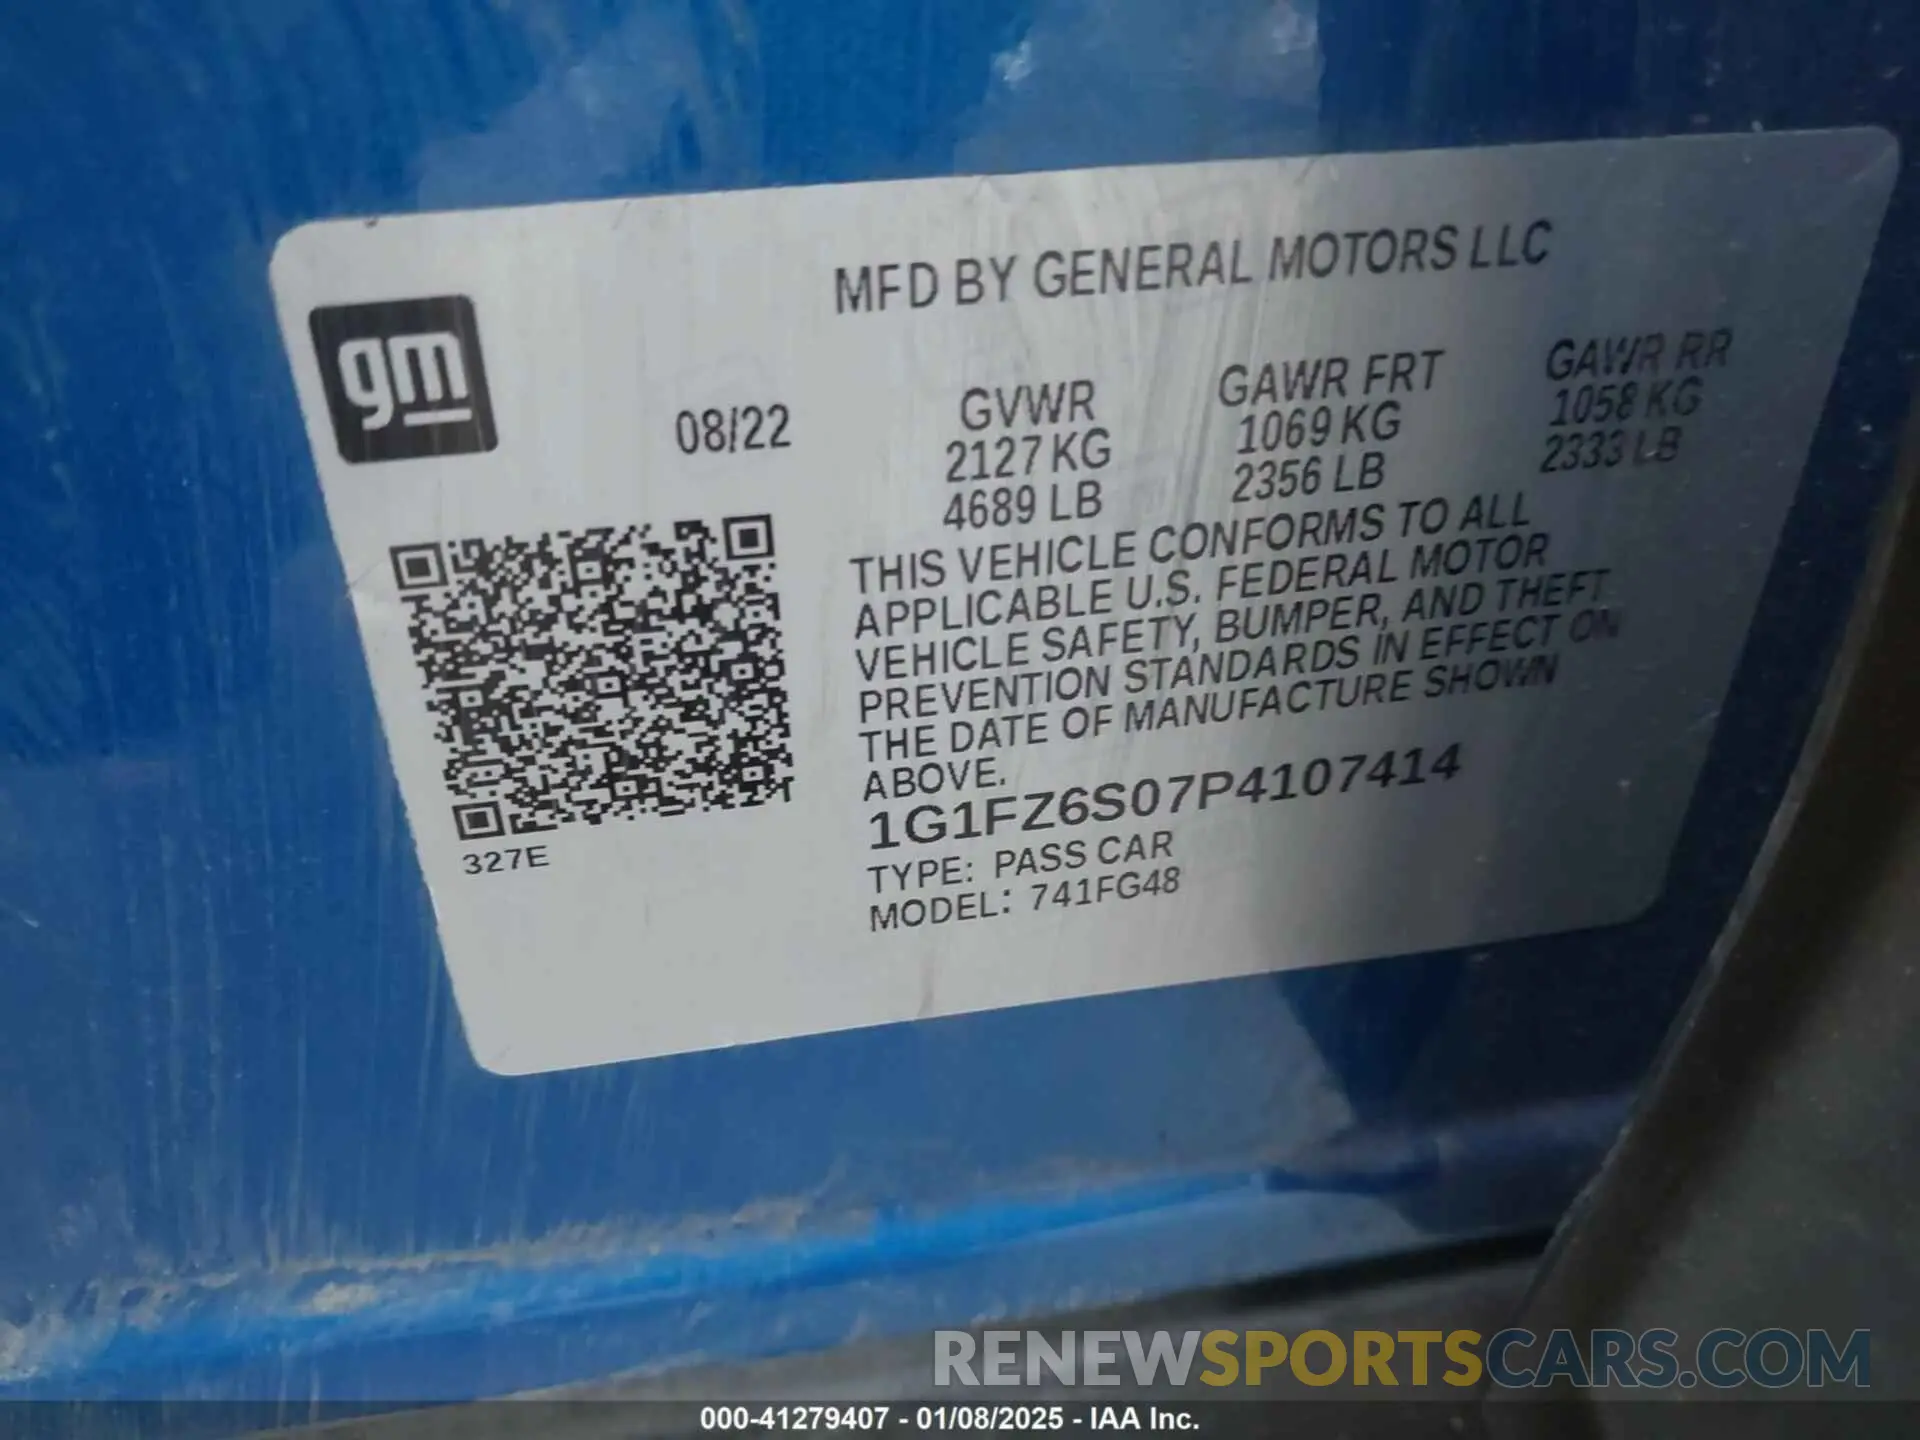 MFD BY GENERAL MOTORS LLC
gm
08/22
GVWR GAWR FRT GAWR RR
2127 KG 1069 KG 1058 KG
4689 LB 2356 LB 2333 LB
THIS VEHICLE CONFORMS TO ALL
APPLICABLE U.S. FEDERAL MOTOR
VEHICLE SAFETY, BUMPER, AND THEFT
PREVENTION STANDARDS IN EFFECT ON
THE DATE OF MANUFACTURE SHOWN
ABOVE.
1G1FZ6S07P4107414
327E
TYPE: PASS CAR
MODEL: 741FG48
RENEWSPORTSCARS.COM
000-41279407 - 01/08/2025 - IAA Inc.